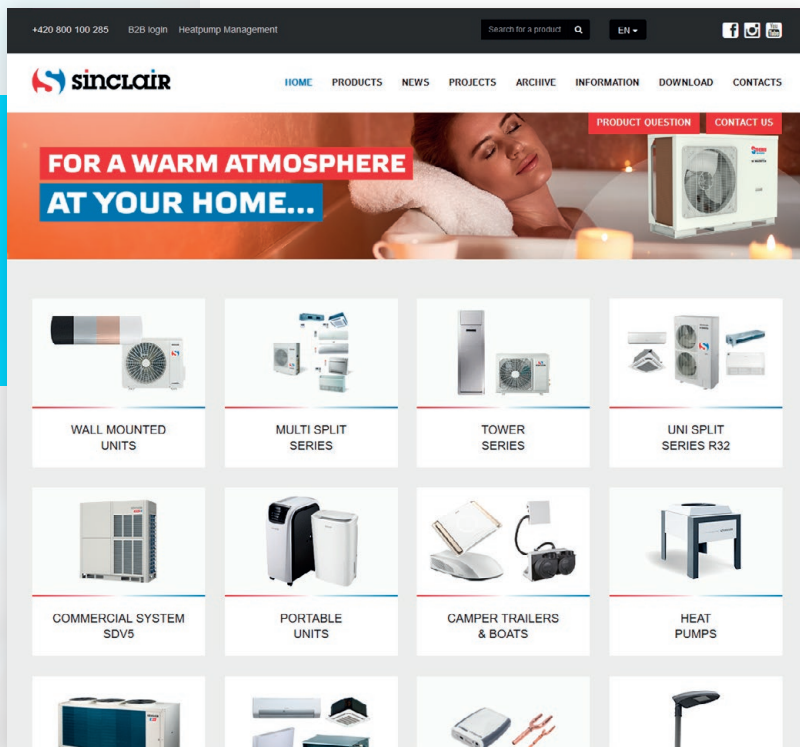 +420 800 100 285 B2B login Heatpump Management
Search for a product
EN
You
Tube
sinclair
HOME PRODUCTS NEWS PROJECTS ARCHIVE INFORMATION DOWNLOAD CONTACTS
PRODUCT QUESTION CONTACT US
FOR A WARM ATMOSPHERE
AT YOUR HOME...
WALL MOUNTED
UNITS
MULTI SPLIT
SERIES
TOWER
SERIES
UNI SPLIT
SERIES R32
COMMERCIAL SYSTEM
SDV5
PORTABLE
UNITS
CAMPER TRAILERS
& BOATS
HEAT
PUMPS